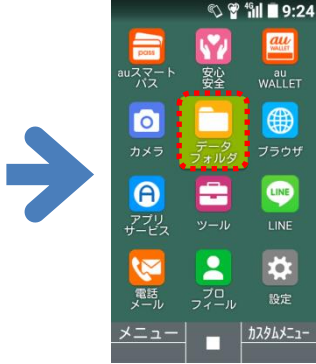 4G 9:24
pass
au
WALLET
auスマート
パス
安心
安全
au
WALLET
カメラ
データ
フォルダ
ブラウザ
アプリ
サービス
ツール
LINE
LINE
電話
メール
プロ
フィール
設定
メニュー
カスタムメニュー